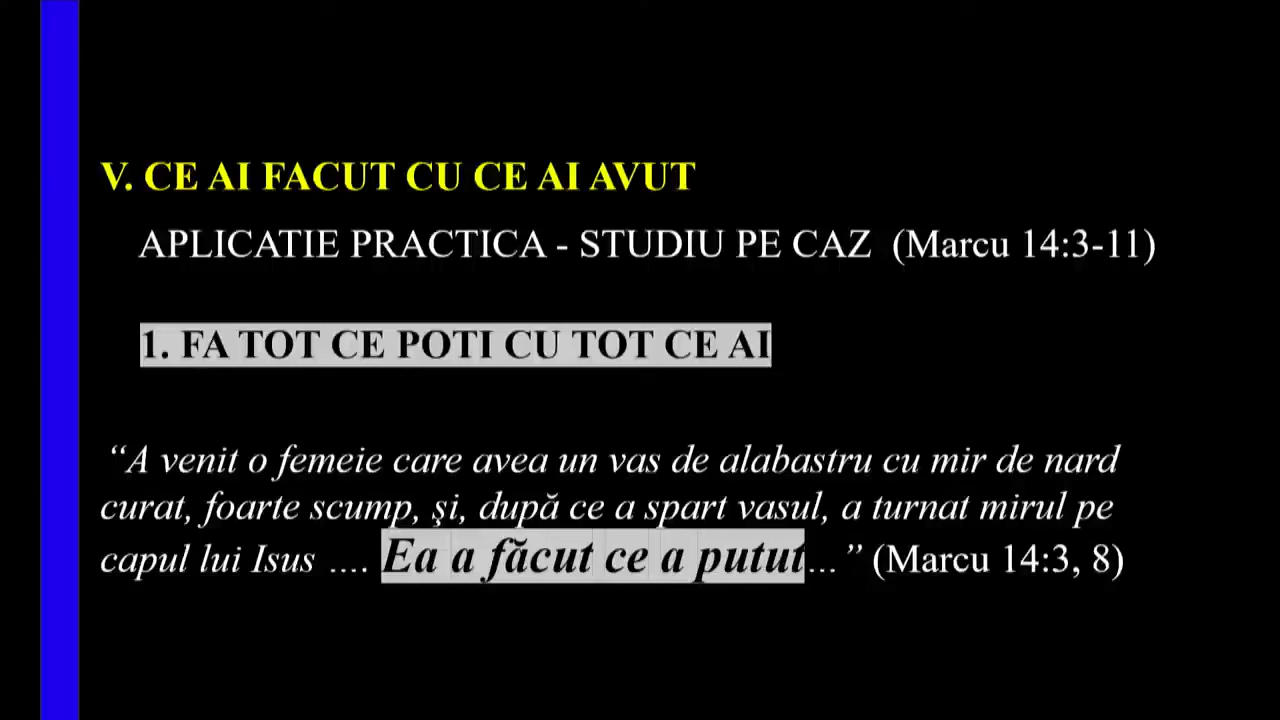 V. CE AI FACUT CU CE AI AVUT
APLICATIE PRACTICA - STUDIU PE CAZ (Marcu 14:3-11)
1. FA TOT CE POTI CU TOT CE AI
“A venit o femeie care avea un vas de alabastru cu mir de nard
curat, foarte scump, şi, după ce a spart vasul, a turnat mirul pe
capul lui Isus .... Ea a făcut ce a putut...” (Marcu 14:3, 8)